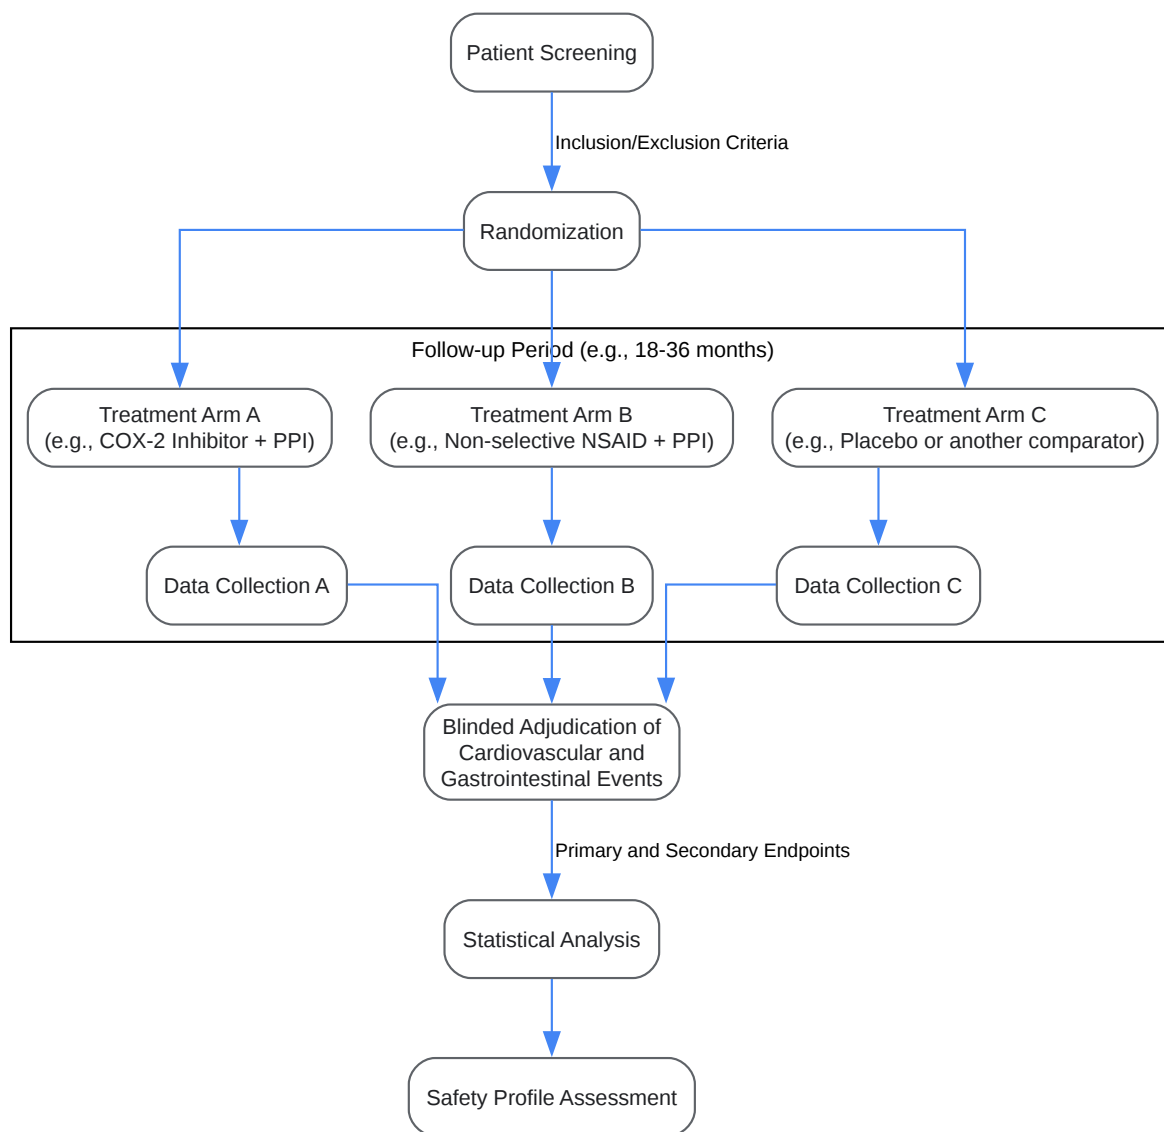 Patient Screening
Inclusion/Exclusion Criteria
Randomization
Follow-up Period (e.g., 18-36 months)
Treatment Arm A
(e.g., COX-2 Inhibitor + PPI)
Treatment Arm B
(e.g., Non-selective NSAID + PPI)
Treatment Arm C
(e.g., Placebo or another comparator)
Data Collection A
Data Collection B
Data Collection C
Blinded Adjudication of
Cardiovascular and
Gastrointestinal Events
Primary and Secondary Endpoints
Statistical Analysis
Safety Profile Assessment